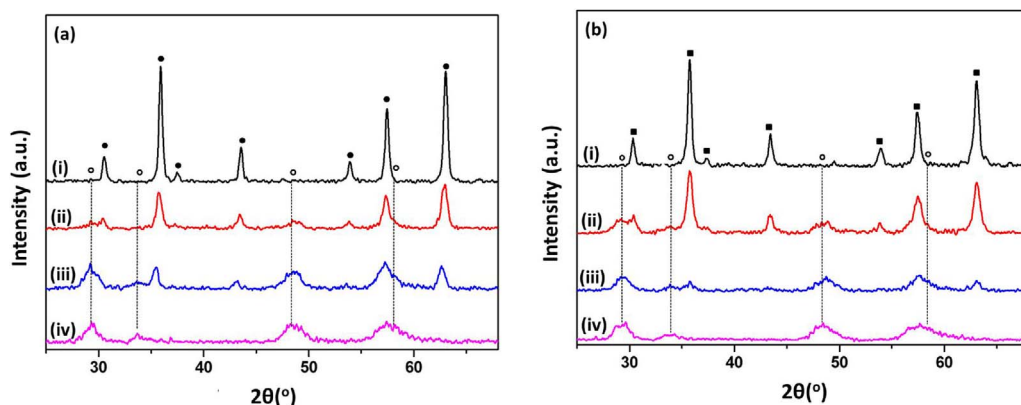 (a)
(i)
(ii)
(iii)
(iv)
Intensity (a.u.)
30 40 50 60
2θ(º)
(b)
(i)
(ii)
(iii)
(iv)
Intensity (a.u.)
30 40 50 60
2θ(º)